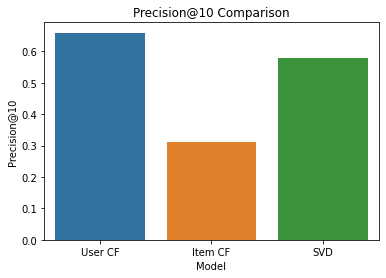 Precision@10 Comparison
Precision@10
0.6
0.5
0.4
0.3
0.2
0.1
0.0
User CF
Item CF
SVD
Model